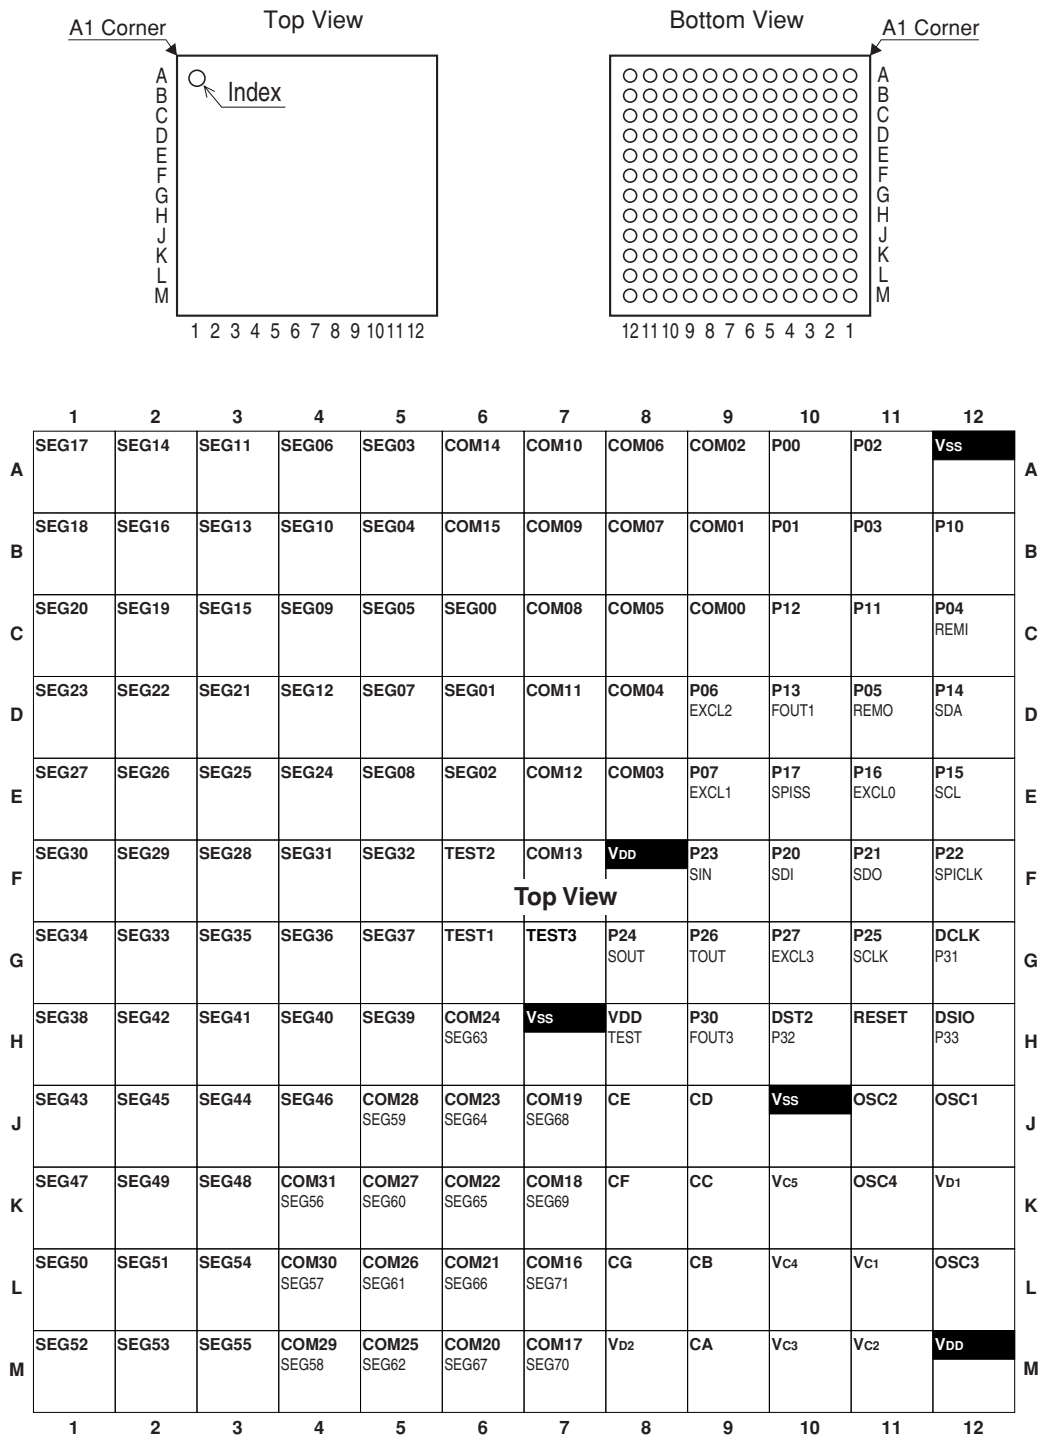 Top View
A1 Corner
Index
A
B
C
D
E
F
G
H
J
K
L
M
1 2 3 4 5 6 7 8 9 10 11 12
Bottom View
A1 Corner
A
B
C
D
E
F
G
H
J
K
L
M
12 11 10 9 8 7 6 5 4 3 2 1
1 2 3 4 5 6 7 8 9 10 11 12
A SEG17 SEG14 SEG11 SEG06 SEG03 COM14 COM10 COM06 COM02 P00 P02 VSS A
B SEG18 SEG16 SEG13 SEG10 SEG04 COM15 COM09 COM07 COM01 P01 P03 P10 B
C SEG20 SEG19 SEG15 SEG09 SEG05 SEG00 COM08 COM05 COM00 P12 P11 P04 C
REMI
D SEG23 SEG22 SEG21 SEG12 SEG07 SEG01 COM11 COM04 P06 P13 P05 P14 D
EXCL2 FOUT1 REMO SDA
E SEG27 SEG26 SEG25 SEG24 SEG08 SEG02 COM12 COM03 P07 P17 P16 P15 E
EXCL1 SPISS EXCL0 SCL
F SEG30 SEG29 SEG28 SEG31 SEG32 TEST2 COM13 VDD P23 P20 P21 P22 F
SIN SDI SDO SPICLK
Top View
G SEG34 SEG33 SEG35 SEG36 SEG37 TEST1 TEST3 P24 P26 P27 P25 DCLK G
SOUT TOUT EXCL3 SCLK P31
H SEG38 SEG42 SEG41 SEG40 SEG39 COM24 VSS VDD P30 DST2 RESET DSIO H
SEG63 TEST FOUT3 P32 P33
J SEG43 SEG45 SEG44 SEG46 COM28 COM23 COM19 CE CD VSS OSC2 OSC1 J
SEG59 SEG64 SEG68
K SEG47 SEG49 SEG48 COM31 COM27 COM22 COM18 CF CC VC5 OSC4 VD1 K
SEG56 SEG60 SEG65 SEG69
L SEG50 SEG51 SEG54 COM30 COM26 COM21 COM16 CG CB VC4 VC1 OSC3 L
SEG57 SEG61 SEG66 SEG71
M SEG52 SEG53 SEG55 COM29 COM25 COM20 COM17 VD2 CA VC3 VC2 VDD M
SEG58 SEG62 SEG67 SEG70
1 2 3 4 5 6 7 8 9 10 11 12